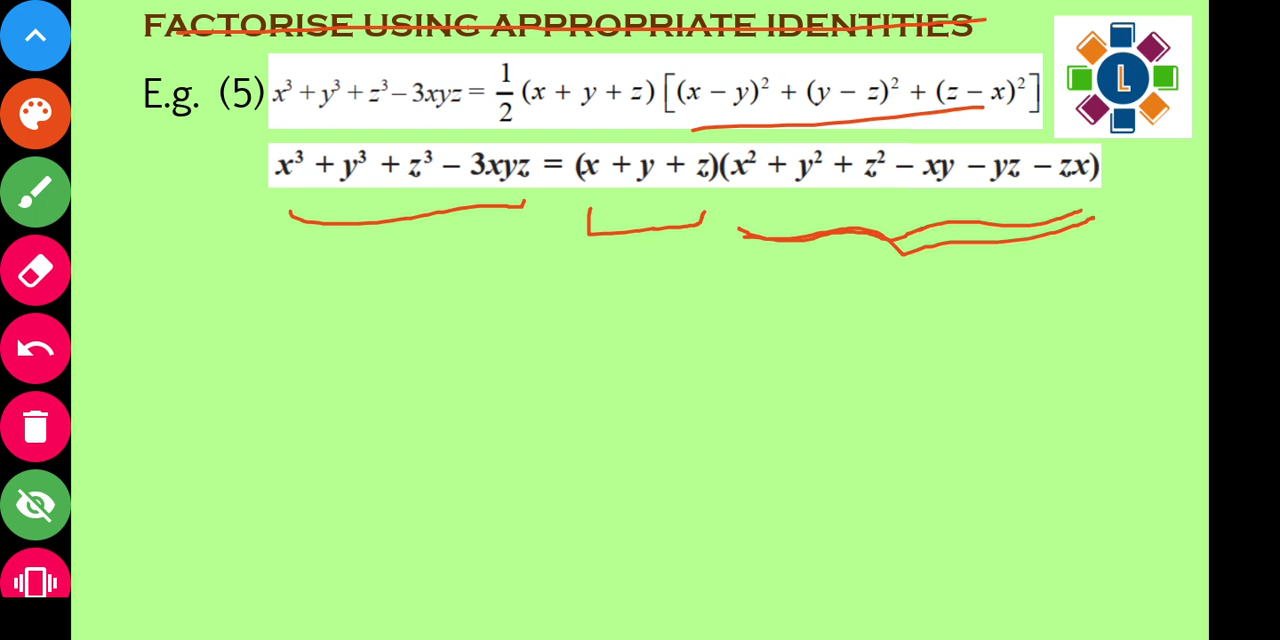 FACTORISE USING APPROPRIATE IDENTITIES
E.g. (5) x³ + y³ + z³ – 3xyz = 1/2 (x + y + z) [(x – y)² + (y – z)² + (z – x)²]
x³ + y³ + z³ – 3xyz = (x + y + z)(x² + y² + z² – xy – yz – zx)
L